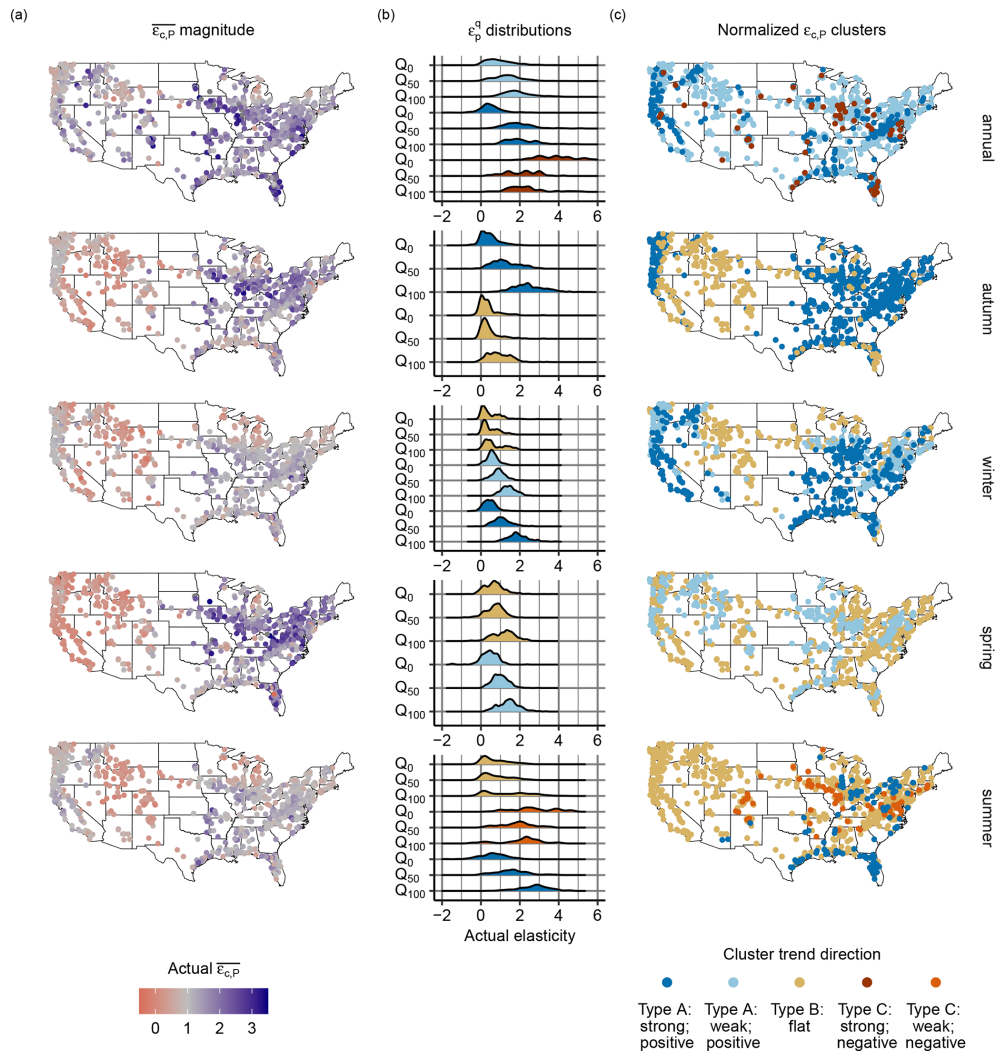 (a)
(b)
(c)
ε̅c,P̅ magnitude
ε_p^q distributions
Normalized ε_c,P clusters
Q0
Q50
Q100
Q0
Q50
Q100
Q0
Q50
Q100
−2 0 2 4 6
annual
Q0
Q50
Q100
Q0
Q50
Q100
−2 0 2 4 6
autumn
Q0
Q50
Q100
Q0
Q50
Q100
Q0
Q50
Q100
−2 0 2 4 6
winter
Q0
Q50
Q100
Q0
Q50
Q100
−2 0 2 4 6
spring
Q0
Q50
Q100
Q0
Q50
Q100
Q0
Q50
Q100
−2 0 2 4 6
Actual elasticity
summer
Actual ε̅c,P̅
0 1 2 3
Cluster trend direction
Type A: Type A: Type B: Type C: Type C:
strong; weak; flat strong; weak;
positive positive negative negative